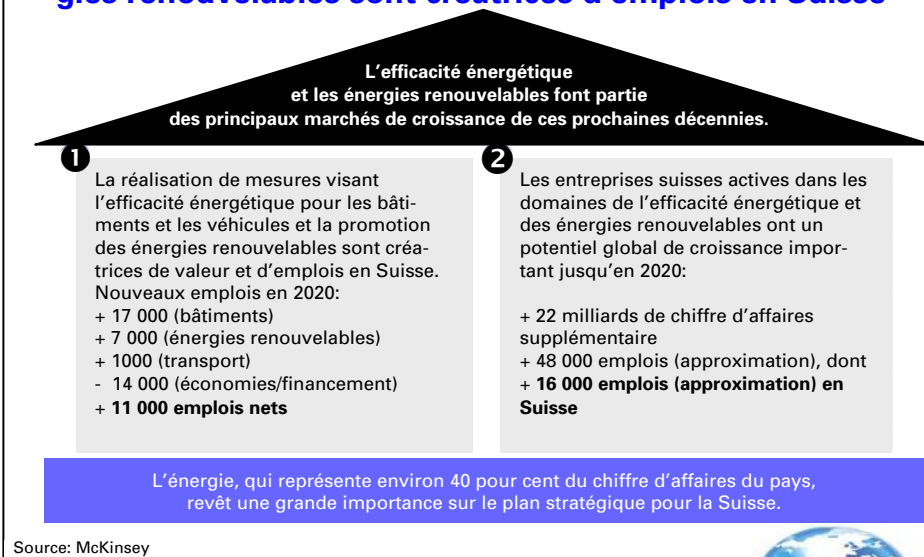 gies renouvelables sont créatrices d'emplois en Suisse
L'efficacité énergétique
et les énergies renouvelables font partie
des principaux marchés de croissance de ces prochaines décennies.
1
La réalisation de mesures visant
l'efficacité énergétique pour les bâti-
ments et les véhicules et la promotion
des énergies renouvelables sont créa-
trices de valeur et d'emplois en Suisse.
Nouveaux emplois en 2020:
+ 17 000 (bâtiments)
+ 7 000 (énergies renouvelables)
+ 1000 (transport)
- 14 000 (économies/financement)
+ 11 000 emplois nets
2
Les entreprises suisses actives dans les
domaines de l'efficacité énergétique et
des énergies renouvelables ont un
potentiel global de croissance impor-
tant jusqu'en 2020:
+ 22 milliards de chiffre d'affaires
supplémentaire
+ 48 000 emplois (approximation), dont
+ 16 000 emplois (approximation) en
Suisse
L'énergie, qui représente environ 40 pour cent du chiffre d'affaires du pays,
revêt une grande importance sur le plan stratégique pour la Suisse.
Source: McKinsey